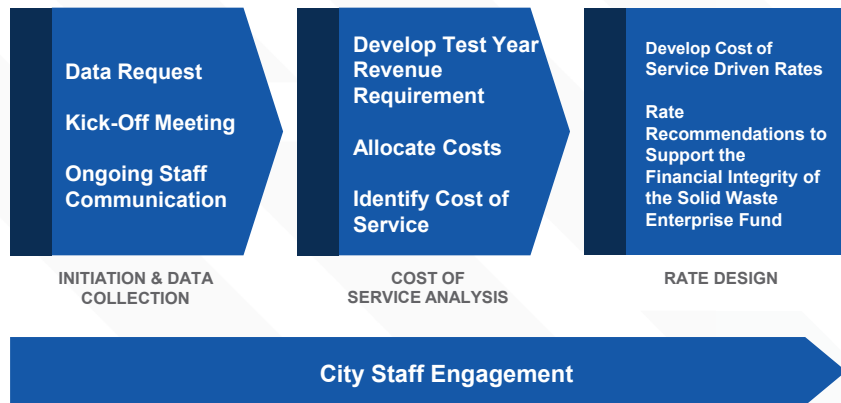 Data Request
Kick-Off Meeting
Ongoing Staff
Communication
INITIATION & DATA
COLLECTION
Develop Test Year
Revenue
Requirement
Allocate Costs
Identify Cost of
Service
COST OF
SERVICE ANALYSIS
Develop Cost of
Service Driven Rates
Rate
Recommendations to
Support the
Financial Integrity of
the Solid Waste
Enterprise Fund
RATE DESIGN
City Staff Engagement